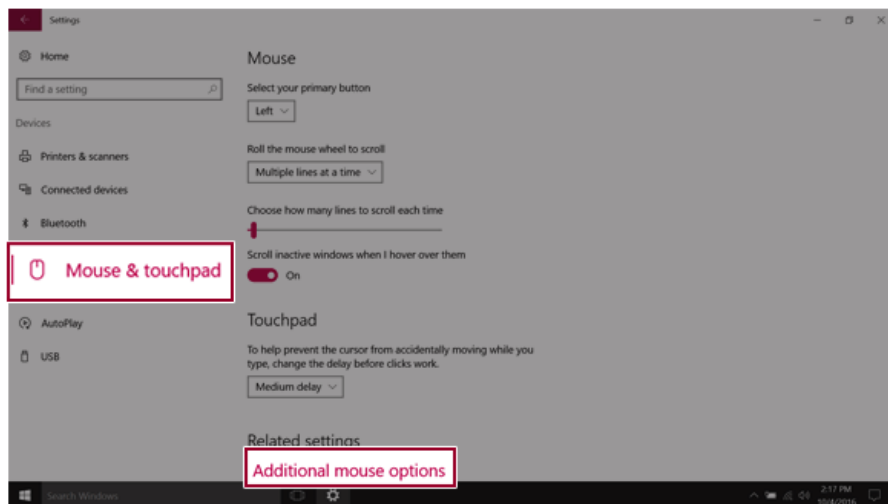 Settings
Home
Find a setting
Devices
Printers & scanners
Connected devices
Bluetooth
Mouse & touchpad
AutoPlay
USB
Mouse
Select your primary button
Left
Roll the mouse wheel to scroll
Multiple lines at a time
Choose how many lines to scroll each time
Scroll inactive windows when I hover over them
On
Touchpad
To help prevent the cursor from accidentally moving while you
type, change the delay before clicks work.
Medium delay
Related settings
Additional mouse options
Search Windows
2:17 PM
10/4/2016